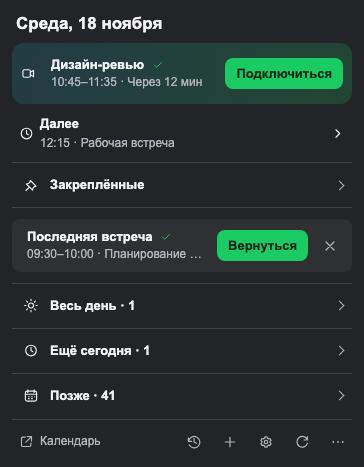 Среда, 18 ноября
Дизайн-ревью
10:45–11:35 · Через 12 мин
Подключиться
Далее
12:15 · Рабочая встреча
Закреплённые
Последняя встреча
09:30–10:00 · Планирование ...
Вернуться
Весь день · 1
Ещё сегодня · 1
Позже · 41
Календарь